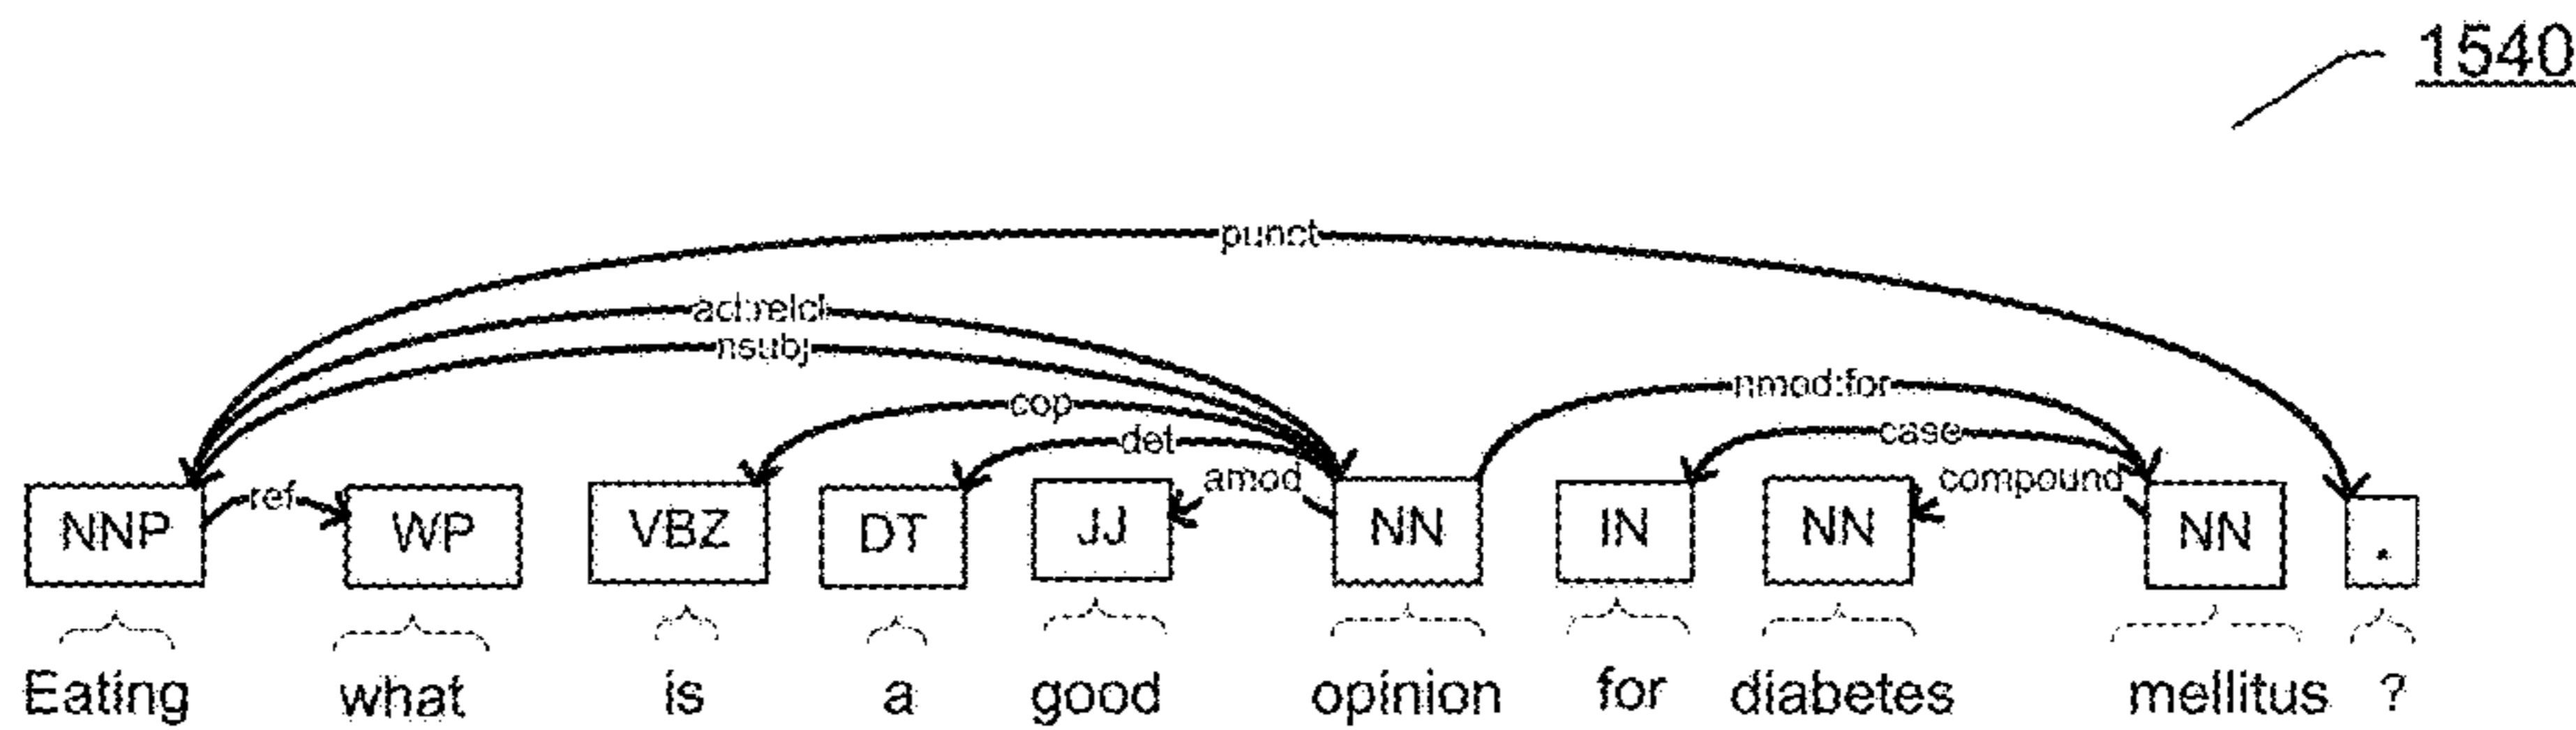 1540
punct
acl:relcl
nsubj
nmod:for
cop
case
det
amod
compound
ref
NNP WP VBZ DT JJ NN IN NN NN .
Eating what is a good opinion for diabetes mellitus ?